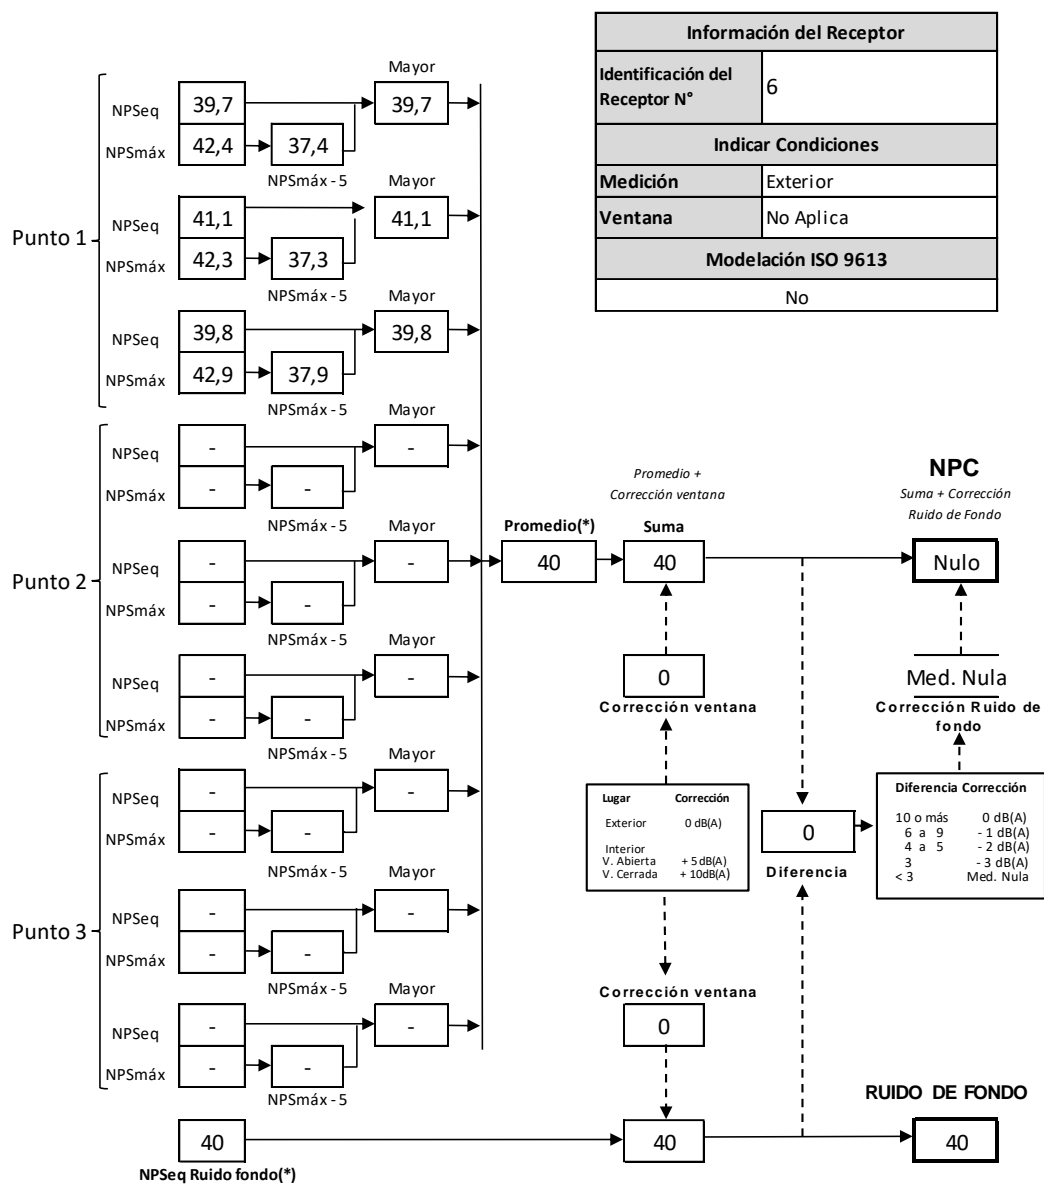 Información del Receptor
Identificación del Receptor N°
6
Indicar Condiciones
Medición
Exterior
Ventana
No Aplica
Modelación ISO 9613
No
Punto 1
Mayor
NPSeq
39,7
39,7
NPSmáx
42,4
37,4
NPSmáx - 5
Mayor
NPSeq
41,1
41,1
NPSmáx
42,3
37,3
NPSmáx - 5
Mayor
NPSeq
39,8
39,8
NPSmáx
42,9
37,9
NPSmáx - 5
Punto 2
Mayor
NPSeq
-
-
NPSmáx
-
-
NPSmáx - 5
Mayor
NPSeq
-
-
NPSmáx
-
-
NPSmáx - 5
Mayor
NPSeq
-
-
NPSmáx
-
-
NPSmáx - 5
Punto 3
Mayor
NPSeq
-
-
NPSmáx
-
-
NPSmáx - 5
Mayor
NPSeq
-
-
NPSmáx
-
-
NPSmáx - 5
Mayor
NPSeq
-
-
NPSmáx
-
-
NPSmáx - 5
Promedio(*)
40
Promedio +
Corrección ventana
Suma
40
0
Corrección ventana
Lugar Corrección
Exterior 0 dB(A)
Interior
V. Abierta + 5 dB(A)
V. Cerrada + 10dB(A)
Corrección ventana
0
NPC
Suma + Corrección
Ruido de Fondo
Nulo
Med. Nula
Corrección Ruido de
fondo
0
Diferencia
Diferencia Corrección
10 o más 0 dB(A)
6 a 9 - 1 dB(A)
4 a 5 - 2 dB(A)
3 - 3 dB(A)
< 3 Med. Nula
RUIDO DE FONDO
40
40
40
NPSeq Ruido fondo(*)